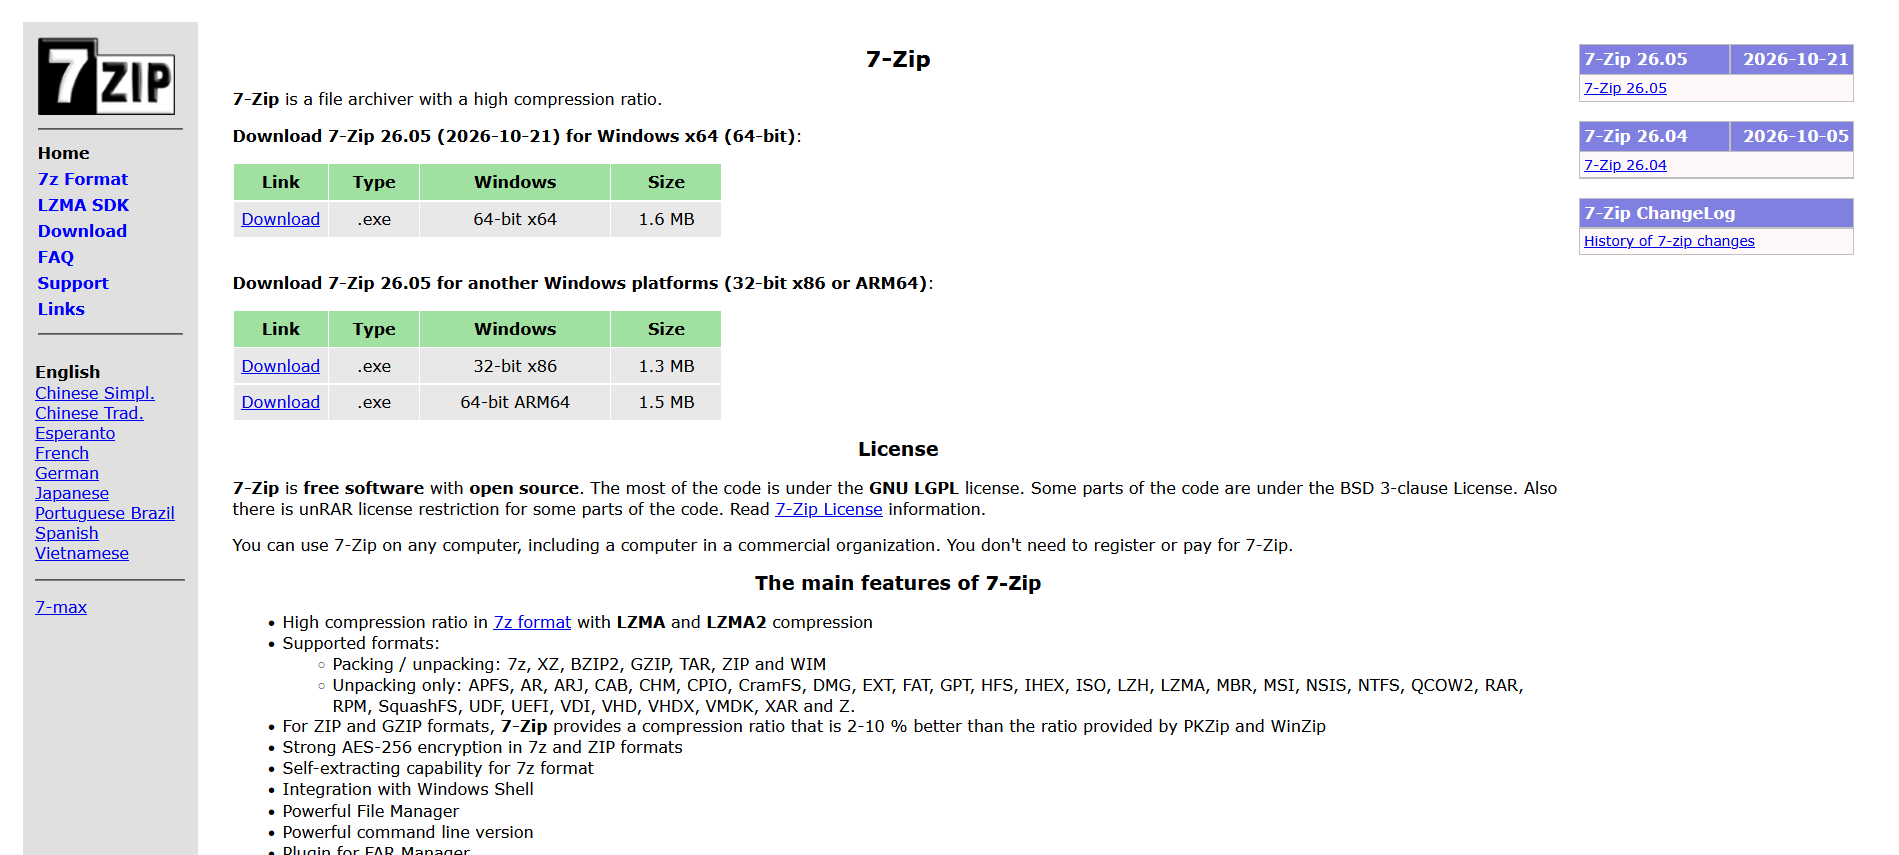 7ZIP
Home
7z Format
LZMA SDK
Download
FAQ
Support
Links
English
Chinese Simpl.
Chinese Trad.
Esperanto
French
German
Japanese
Portuguese Brazil
Spanish
Vietnamese
7-max
7-Zip
7-Zip is a file archiver with a high compression ratio.
Download 7-Zip 26.05 (2026-10-21) for Windows x64 (64-bit):
Link Type Windows Size
Download .exe 64-bit x64 1.6 MB
Download 7-Zip 26.05 for another Windows platforms (32-bit x86 or ARM64):
Link Type Windows Size
Download .exe 32-bit x86 1.3 MB
Download .exe 64-bit ARM64 1.5 MB
License
7-Zip is free software with open source. The most of the code is under the GNU LGPL license. Some parts of the code are under the BSD 3-clause License. Also
there is unRAR license restriction for some parts of the code. Read 7-Zip License information.
You can use 7-Zip on any computer, including a computer in a commercial organization. You don't need to register or pay for 7-Zip.
The main features of 7-Zip
• High compression ratio in 7z format with LZMA and LZMA2 compression
• Supported formats:
○ Packing / unpacking: 7z, XZ, BZIP2, GZIP, TAR, ZIP and WIM
○ Unpacking only: APFS, AR, ARJ, CAB, CHM, CPIO, CramFS, DMG, EXT, FAT, GPT, HFS, IHEX, ISO, LZH, LZMA, MBR, MSI, NSIS, NTFS, QCOW2, RAR,
RPM, SquashFS, UDF, UEFI, VDI, VHD, VHDX, VMDK, XAR and Z.
• For ZIP and GZIP formats, 7-Zip provides a compression ratio that is 2-10 % better than the ratio provided by PKZip and WinZip
• Strong AES-256 encryption in 7z and ZIP formats
• Self-extracting capability for 7z format
• Integration with Windows Shell
• Powerful File Manager
• Powerful command line version
• Plugin for FAR Manager
7-Zip 26.05 2026-10-21
7-Zip 26.05
7-Zip 26.04 2026-10-05
7-Zip 26.04
7-Zip ChangeLog
History of 7-zip changes